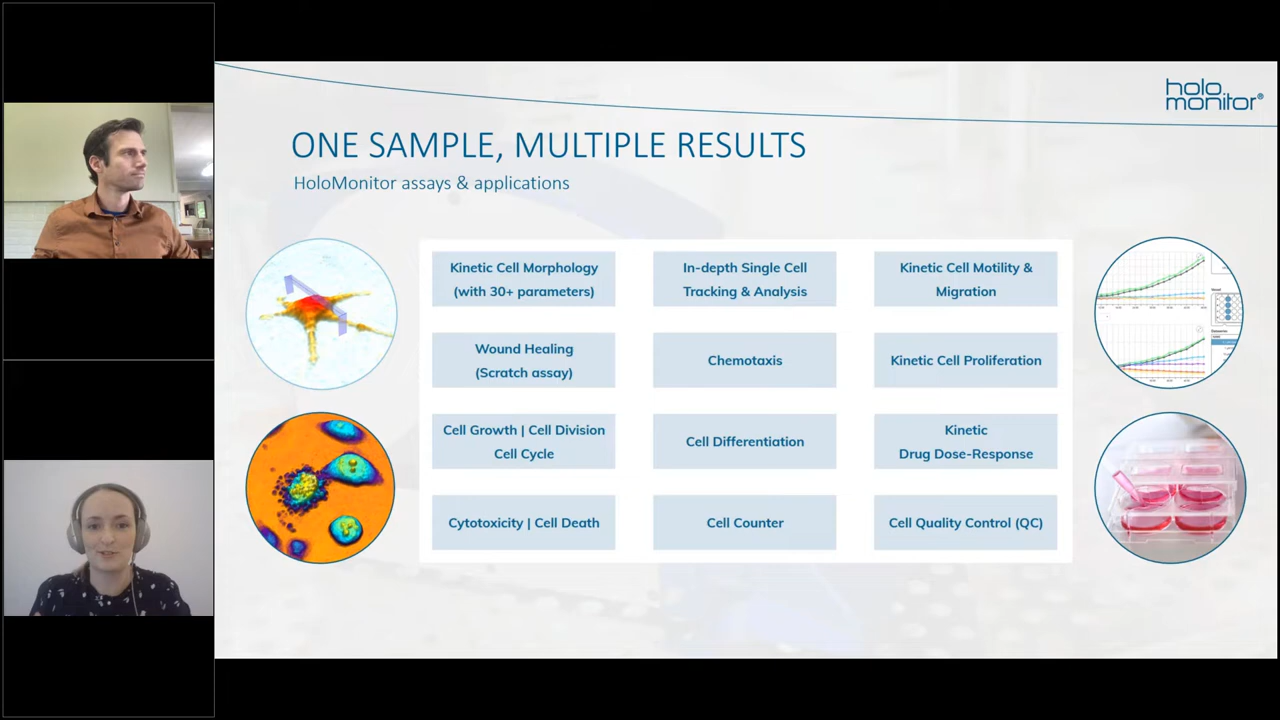 holo
monitor®
ONE SAMPLE, MULTIPLE RESULTS
HoloMonitor assays & applications
Kinetic Cell Morphology
(with 30+ parameters)
In-depth Single Cell
Tracking & Analysis
Kinetic Cell Motility &
Migration
Wound Healing
(Scratch assay)
Chemotaxis
Kinetic Cell Proliferation
Cell Growth | Cell Division
Cell Cycle
Cell Differentiation
Kinetic
Drug Dose-Response
Cytotoxicity | Cell Death
Cell Counter
Cell Quality Control (QC)